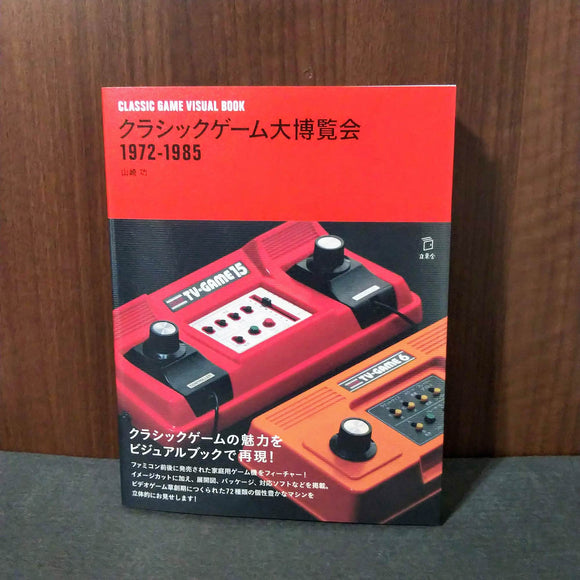 CLASSIC GAME VISUAL BOOK
クラシックゲーム大博覧会
1972-1985
山崎 功
立東舎
TV-GAME 15
TV-GAME 6
クラシックゲームの魅力を
ビジュアルブックで再現！
ファミコン前後に発売された家庭用ゲーム機をフィーチャー！
イメージカットに加え、展開図、パッケージ、対応ソフトなどを掲載。
ビデオゲーム草創期につくられた72種類の個性豊かなマシンを
立体的にお見せします！